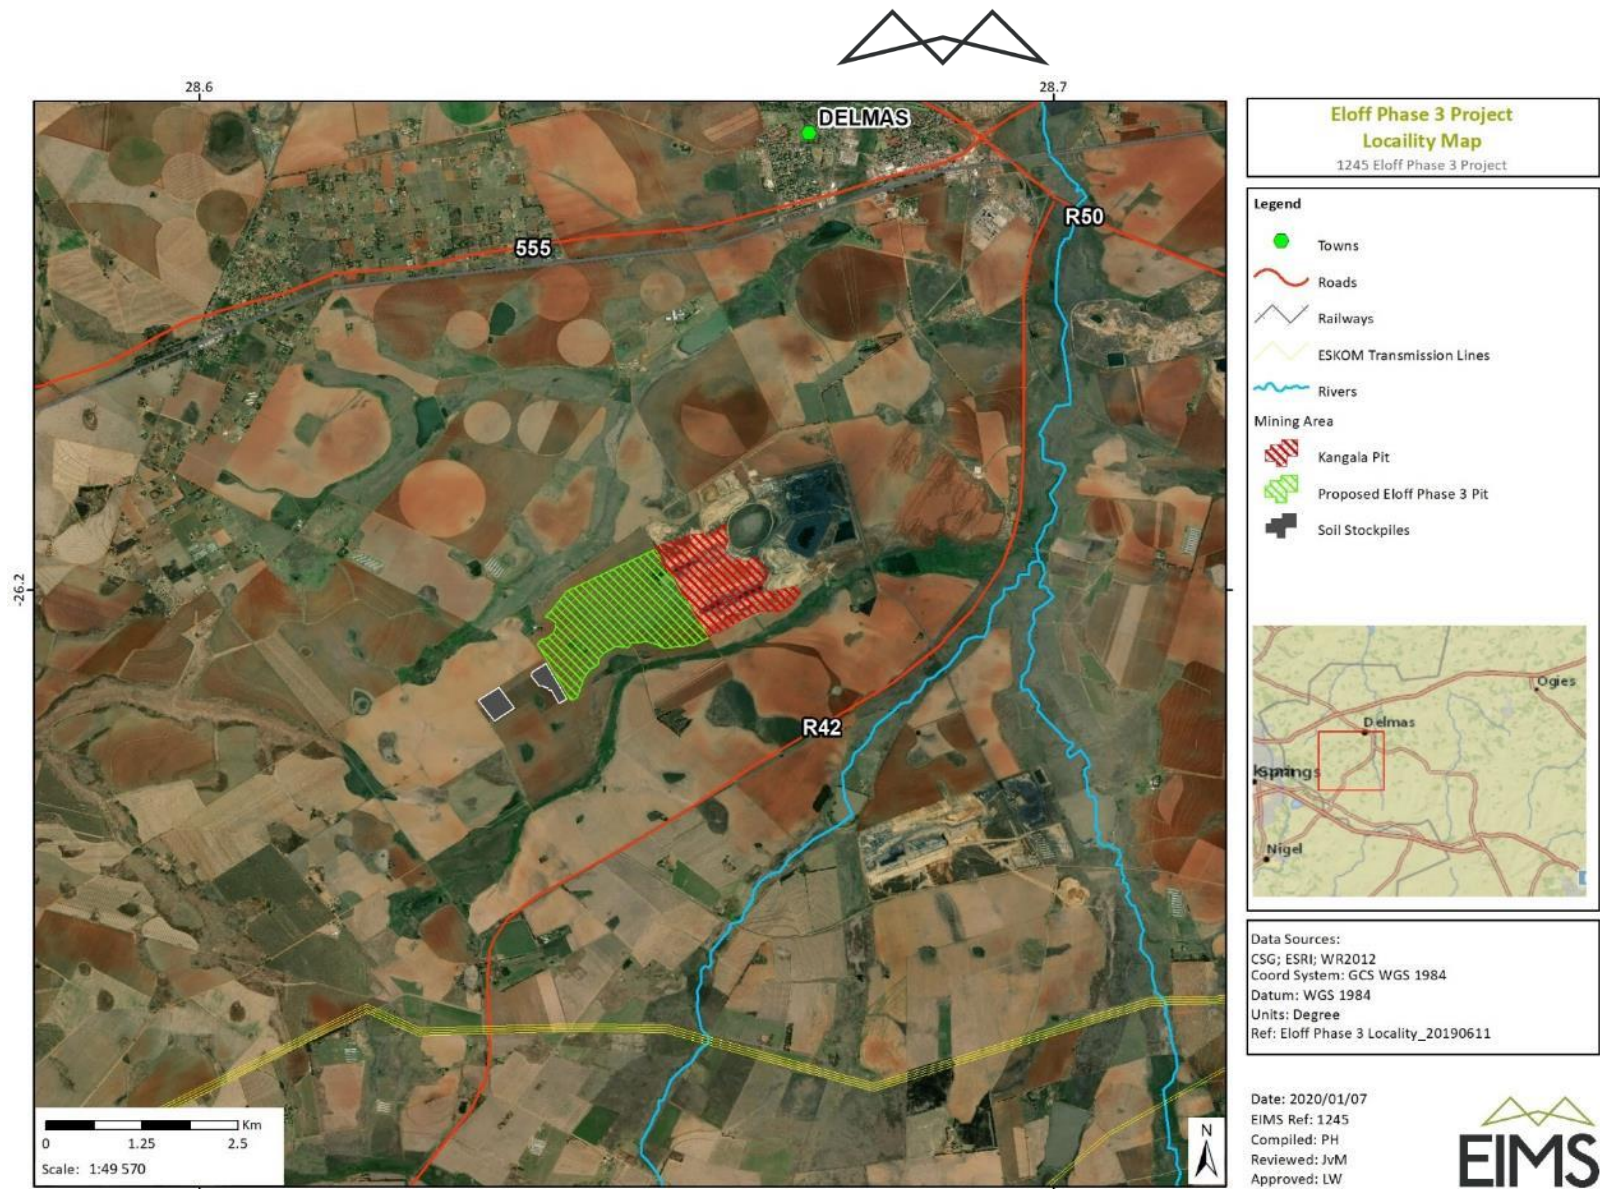 28.6
28.7
DELMAS
R50
555
-26.2
R42
Km
0
1.25
2.5
Scale: 1:49 570
N
Eloff Phase 3 Project
Locaility Map
1245 Eloff Phase 3 Project
Legend
Towns
Roads
Railways
ESKOM Transmission Lines
Rivers
Mining Area
Kangala Pit
Proposed Eloff Phase 3 Pit
Soil Stockpiles
Ogies
Delmas
Springs
Nigel
Data Sources:
CSG; ESRI; WR2012
Coord System: GCS WGS 1984
Datum: WGS 1984
Units: Degree
Ref: Eloff Phase 3 Locality_20190611
Date: 2020/01/07
EIMS Ref: 1245
Compiled: PH
Reviewed: JvM
Approved: LW
EIMS